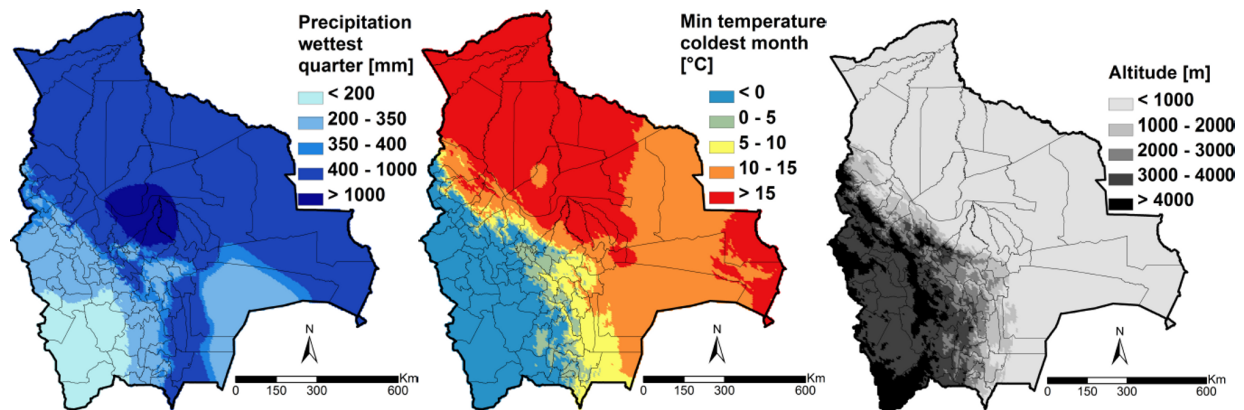 Precipitation
wettest
quarter [mm]
< 200
200 - 350
350 - 400
400 - 1000
> 1000
N
Km
0 150 300 600
Min temperature
coldest month
[°C]
< 0
0 - 5
5 - 10
10 - 15
> 15
N
Km
0 150 300 600
Altitude [m]
< 1000
1000 - 2000
2000 - 3000
3000 - 4000
> 4000
N
Km
0 150 300 600